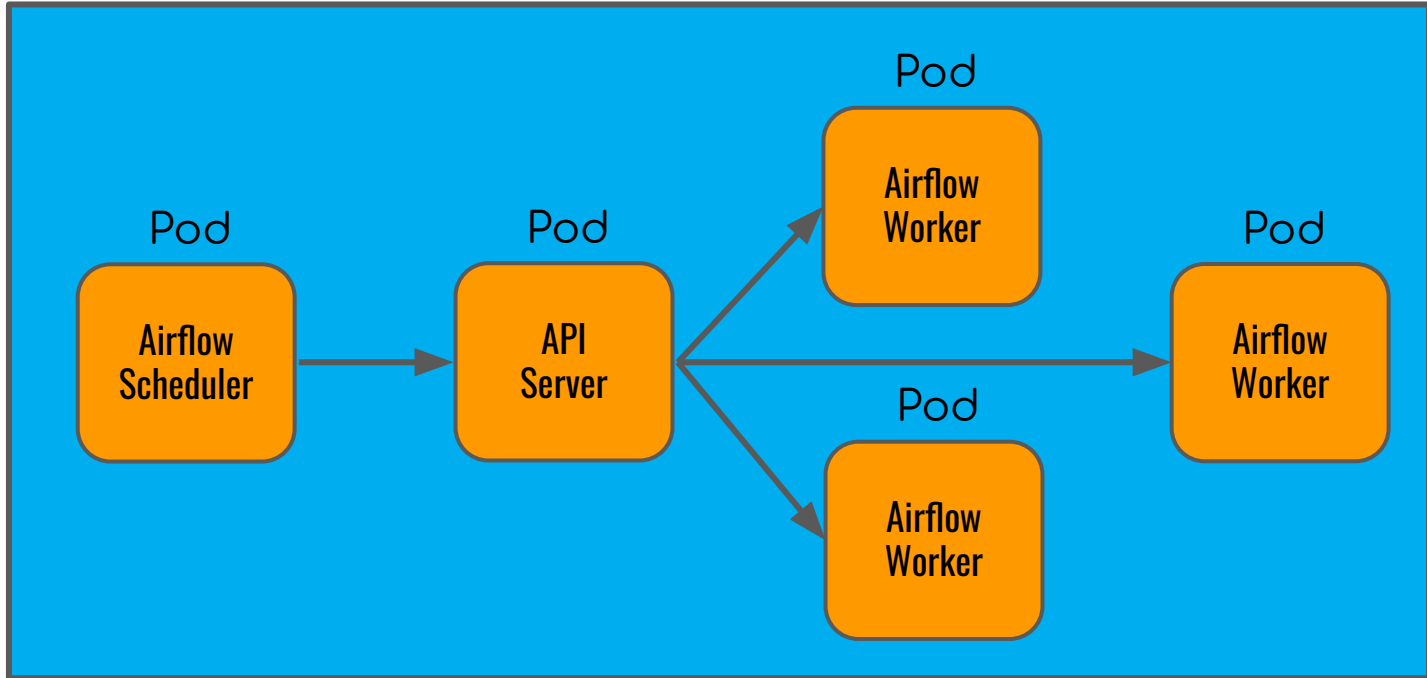 Pod
Airflow
Scheduler
Pod
API
Server
Pod
Airflow
Worker
Pod
Airflow
Worker
Pod
Airflow
Worker